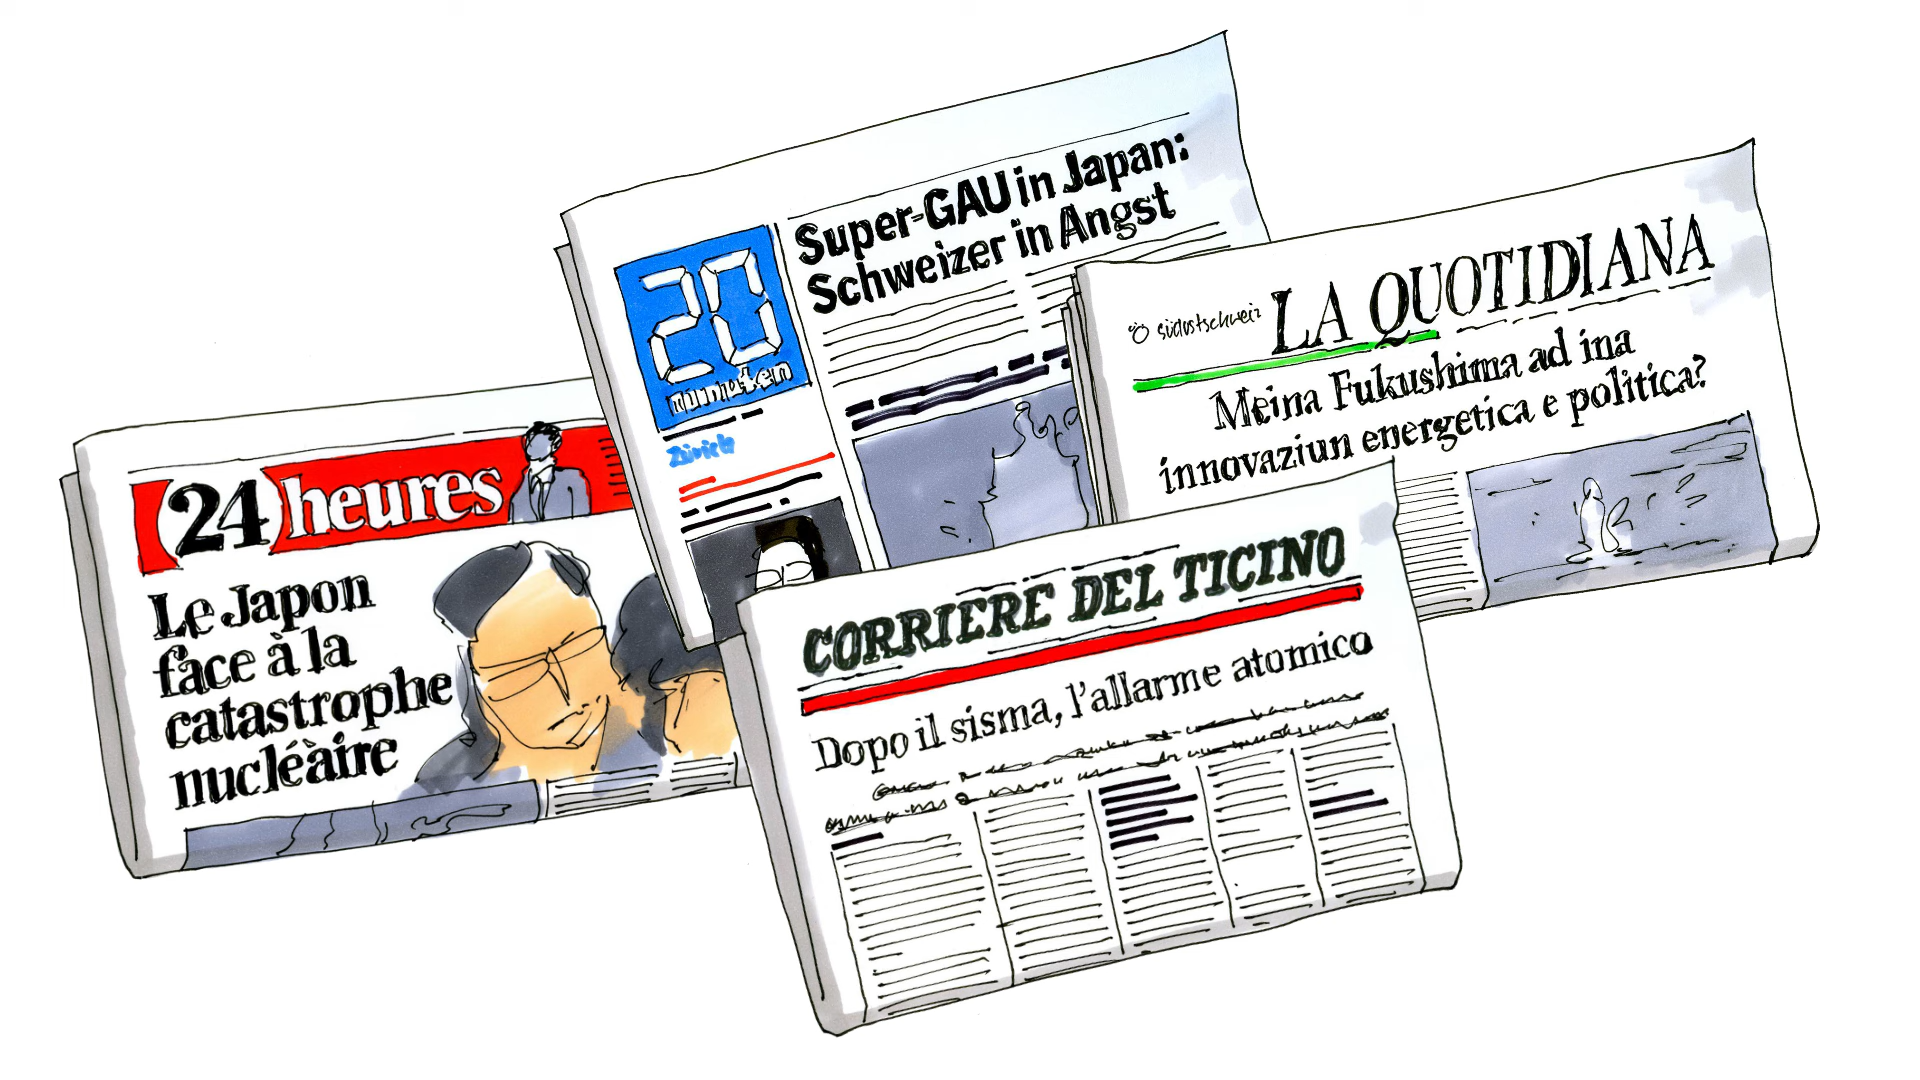 24 heures
Le Japon
face à la
catastrophe
nucléaire
20
minuten
Zürich
Super-GAU in Japan:
Schweizer in Angst
südostschweiz
LA QUOTIDIANA
Meina Fukushima ad ina
innovaziun energetica e politica?
CORRIERE DEL TICINO
Dopo il sisma, l'allarme atomico